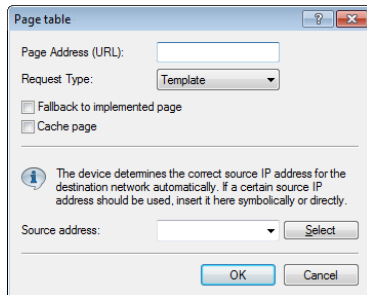 Page table
Page Address (URL):
Request Type: Template
Fallback to implemented page
Cache page
The device determines the correct source IP address for the
destination network automatically. If a certain source IP
address should be used, insert it here symbolically or directly.
Source address: Select
OK Cancel